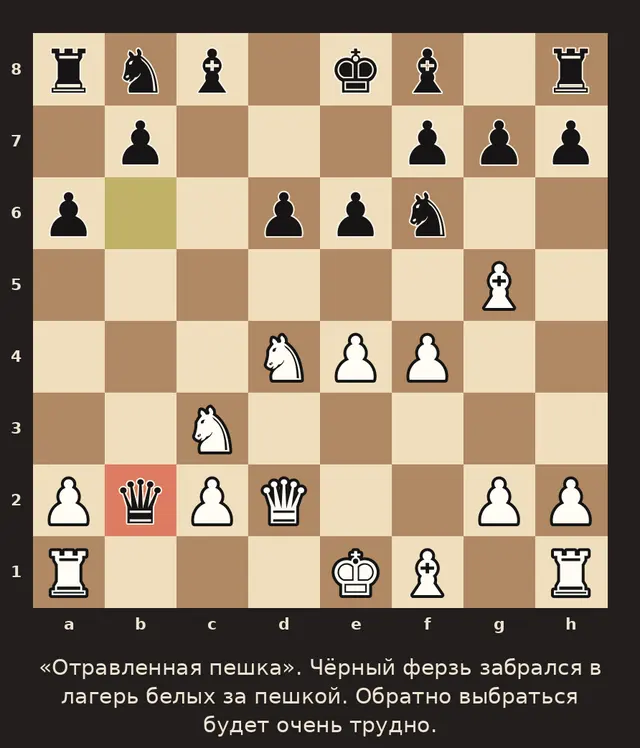 8
7
6
5
4
3
2
1
a b c d e f g h
«Отравленная пешка». Чёрный ферзь забрался в
лагерь белых за пешкой. Обратно выбраться
будет очень трудно.